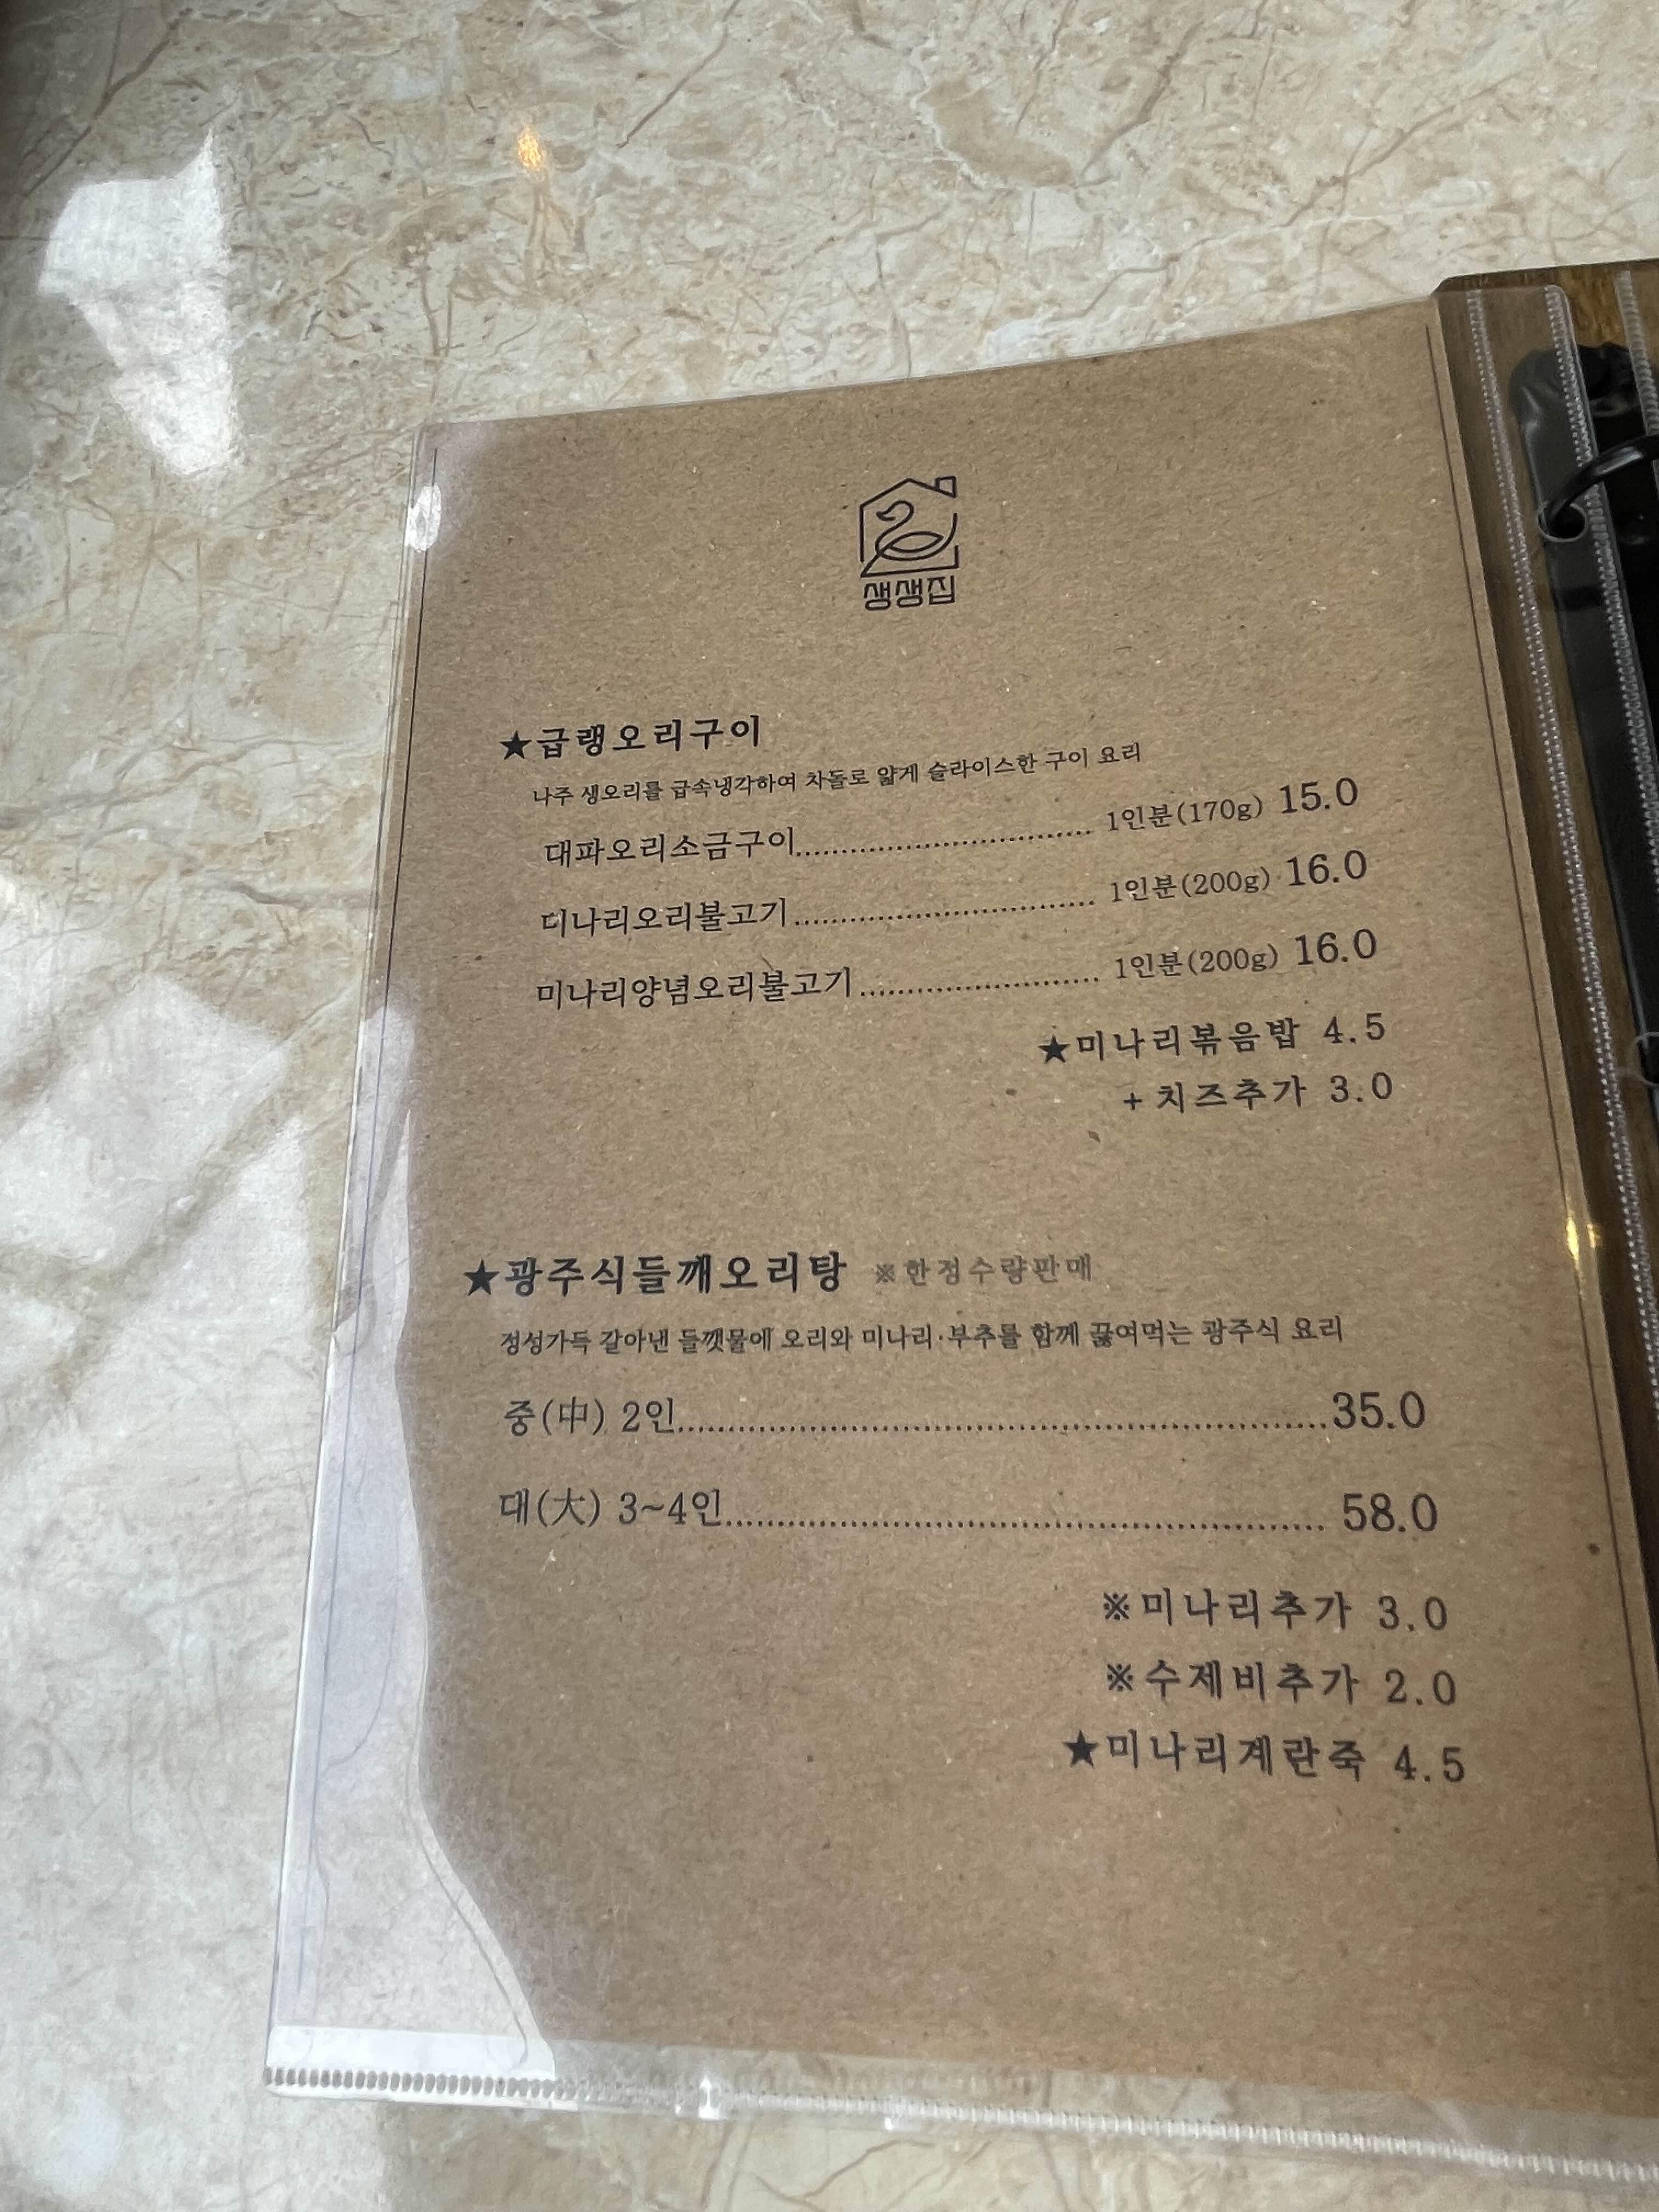 생생집
★급랭오리구이
나주 생오리를 급속냉각하여 차돌로 얇게 슬라이스한 구이 요리
대파오리소금구이.......................................... 1인분(170g) 15.0
미나리오리불고기.......................................... 1인분(200g) 16.0
미나리양념오리불고기................................. 1인분(200g) 16.0
★미나리볶음밥 4.5
+ 치즈추가 3.0
★광주식들깨오리탕 ※한정수량판매
정성가득 갈아낸 들깻물에 오리와 미나리·부추를 함께 끓여먹는 광주식 요리
중(中) 2인...................................................................................35.0
대(大) 3~4인............................................................................. 58.0
※미나리추가 3.0
※수제비추가 2.0
★미나리계란죽 4.5